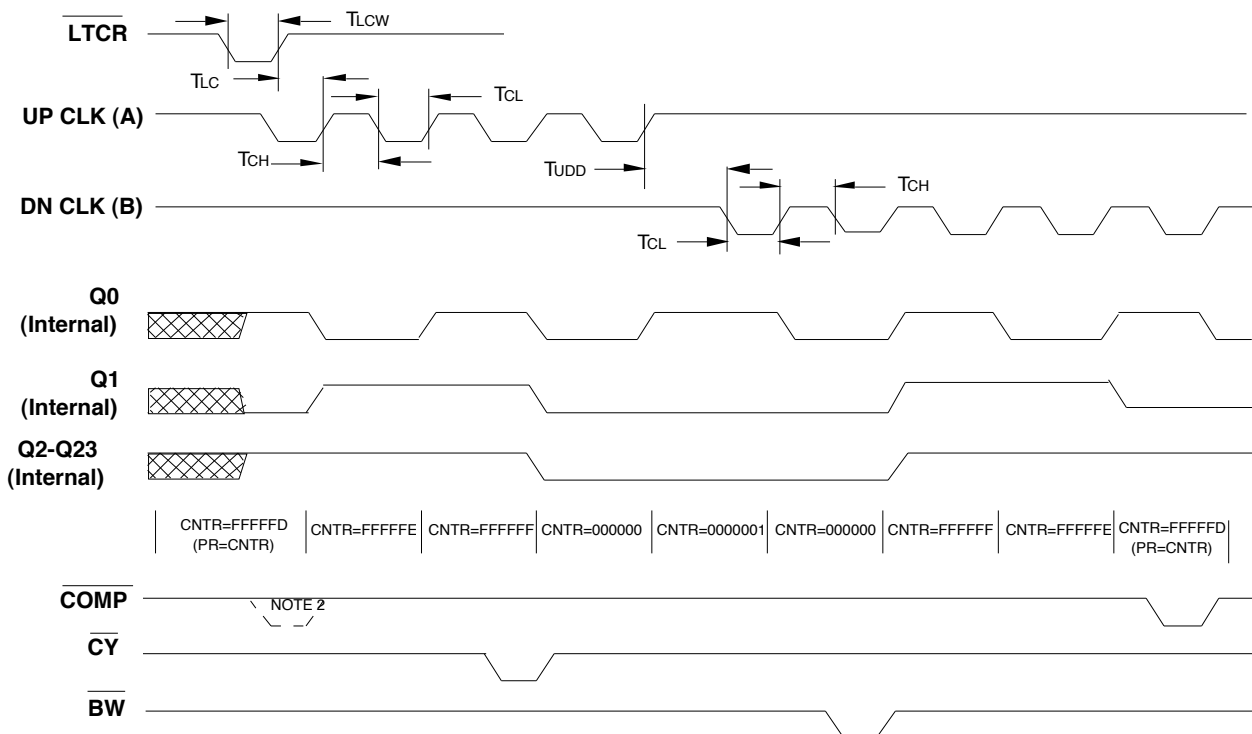 LTCR
TLCW
TLC
UP CLK (A)
TCL
TCH
TUDD
DN CLK (B)
TCH
TCL
Q0
(Internal)
Q1
(Internal)
Q2-Q23
(Internal)
CNTR=FFFFFD
(PR=CNTR)
CNTR=FFFFFE
CNTR=FFFFFF
CNTR=000000
CNTR=0000001
CNTR=000000
CNTR=FFFFFF
CNTR=FFFFFE
CNTR=FFFFFD
(PR=CNTR)
COMP
NOTE 2
CY
BW